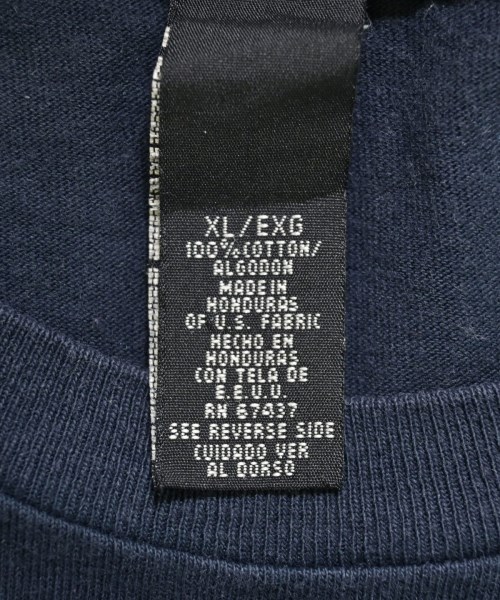 XL/EXG
100% COTTON/
ALGODON
MADE IN
HONDURAS
OF U.S. FABRIC
HECHO EN
HONDURAS
CON TELA DE
E.E.U.U.
RN 67437
SEE REVERSE SIDE
CUIDADO VER
AL DORSO